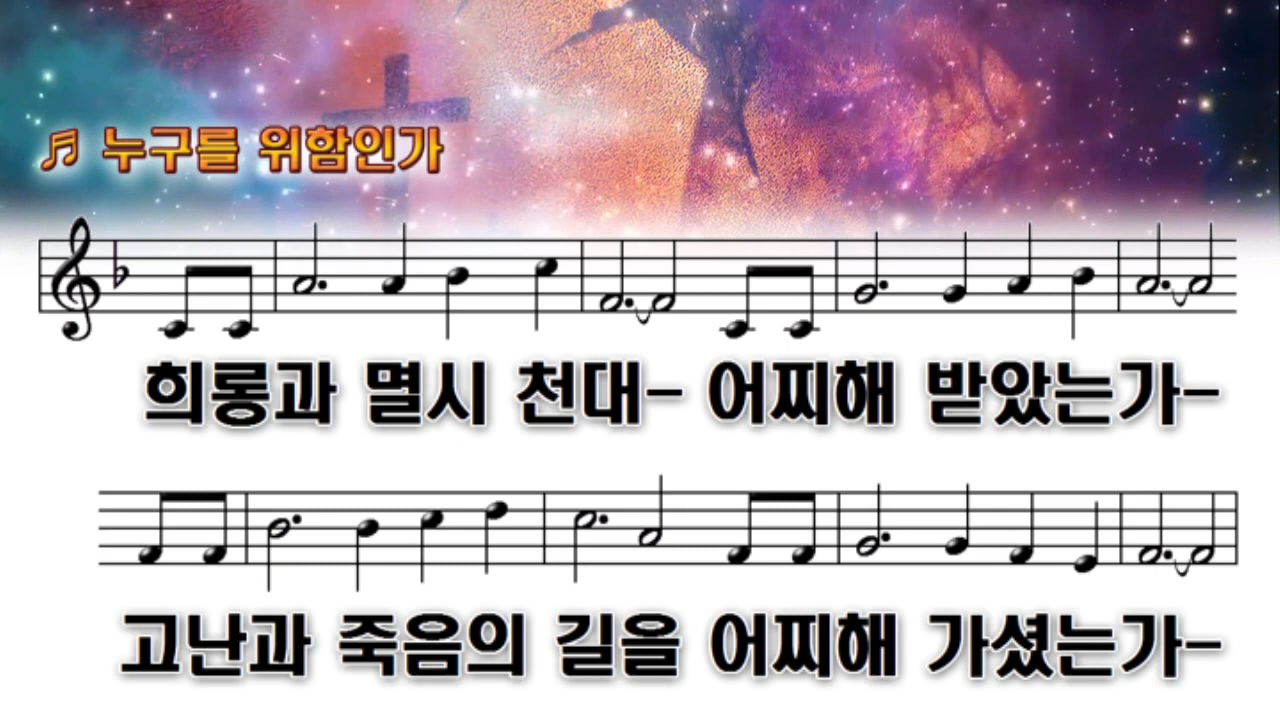 ♬ 누구를 위함인가
희롱과 멸시 천대- 어찌해 받았는가-
고난과 죽음의 길을 어찌해 가셨는가-